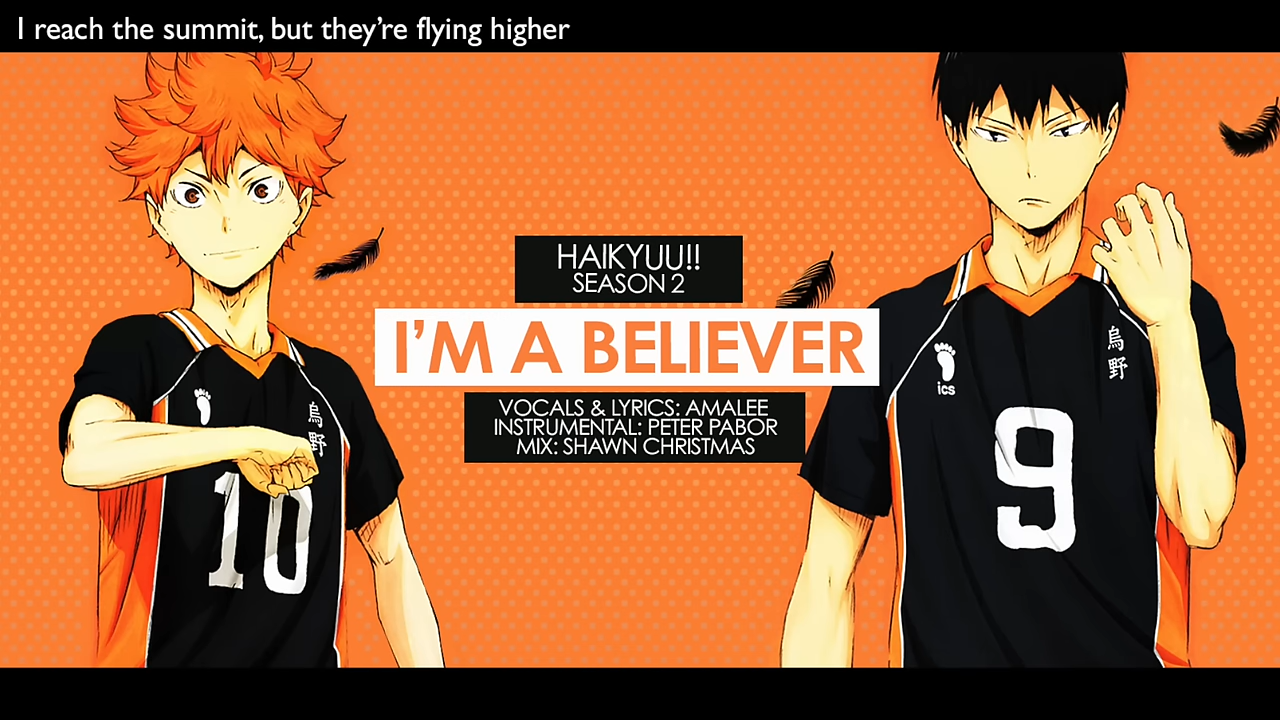 I reach the summit, but they're flying higher
HAIKYUU!!
SEASON 2
I'M A BELIEVER
VOCALS & LYRICS: AMALEE
INSTRUMENTAL: PETER PABOR
MIX: SHAWN CHRISTMAS
烏野
10
ics
烏野
9